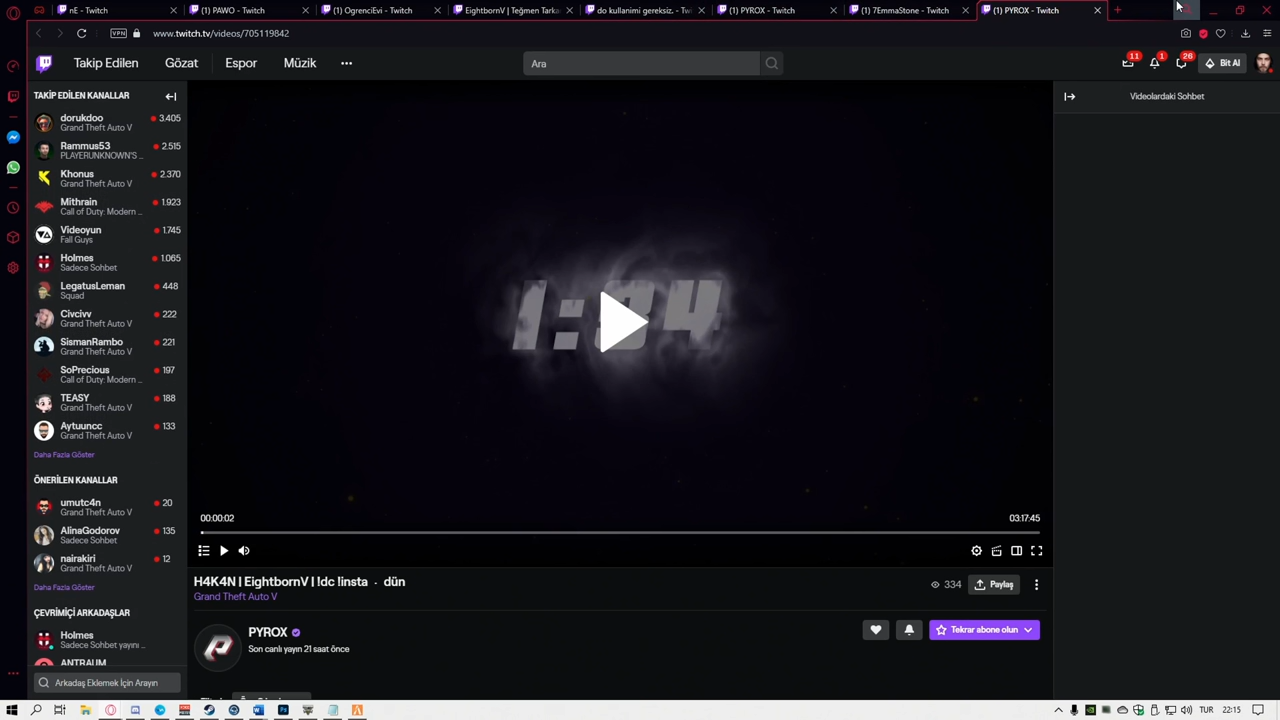 nE - Twitch
(1) PAWO - Twitch
(1) OgrenciEvi - Twitch
EightbornV | Teğmen Tarka
do kullanimi gereksiz. - Twi
(1) PYROX - Twitch
(1) 7EmmaStone - Twitch
(1) PYROX - Twitch
VPN
www.twitch.tv/videos/705119842
Takip Edilen
Gözat
Espor
Müzik
Ara
11
1
26
Bit Al
TAKİP EDİLEN KANALLAR
dorukdoo
3.405
Grand Theft Auto V
Rammus53
2.515
PLAYERUNKNOWN'S ...
Khonus
2.370
Grand Theft Auto V
Mithrain
1.923
Call of Duty: Modern ...
Videoyun
1.745
Fall Guys
Holmes
1.065
Sadece Sohbet
LegatusLeman
448
Squad
Civcivv
222
Grand Theft Auto V
SismanRambo
221
Grand Theft Auto V
SoPrecious
197
Call of Duty: Modern ...
TEASY
188
Grand Theft Auto V
Aytuuncc
133
Grand Theft Auto V
Daha Fazla Göster
ÖNERİLEN KANALLAR
umutc4n
20
Grand Theft Auto V
AlinaGodorov
135
Sadece Sohbet
nairakiri
12
Grand Theft Auto V
Daha Fazla Göster
ÇEVRİMİÇİ ARKADAŞLAR
Holmes
Sadece Sohbet yayını ...
ANTRAUM
Arkadaş Eklemek İçin Arayın
00:00:02
03:17:45
H4K4N | EightbornV | !dc !insta · dün
Grand Theft Auto V
334
Paylaş
PYROX
Son canlı yayın 21 saat önce
Tekrar abone olun
Videolardaki Sohbet
TUR
22:15